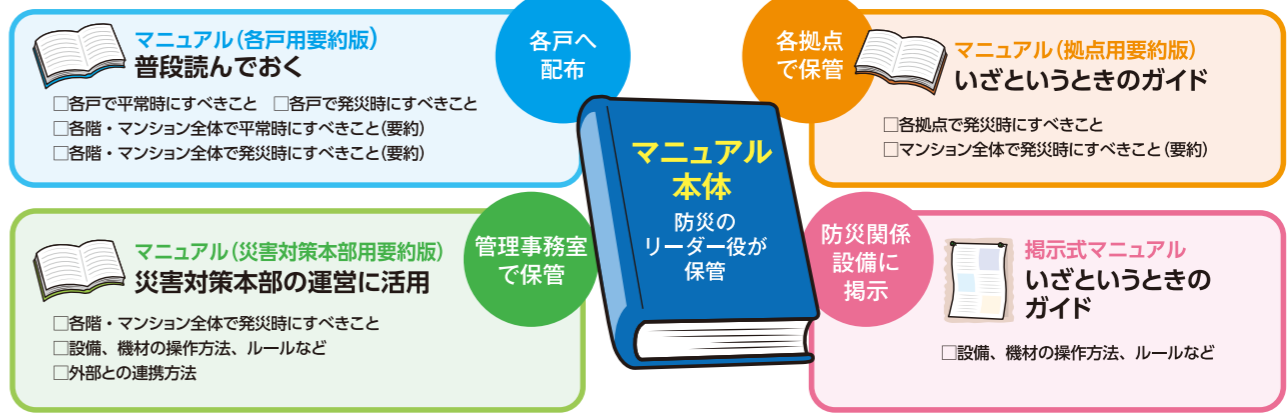 マニュアル(各戸用要約版)
普段読んでおく
□各戸で平常時にすべきこと □各戸で発災時にすべきこと
□各階・マンション全体で平常時にすべきこと(要約)
□各階・マンション全体で発災時にすべきこと(要約)
各戸へ
配布
各拠点
で保管
マニュアル(拠点用要約版)
いざというときのガイド
□各拠点で発災時にすべきこと
□マンション全体で発災時にすべきこと(要約)
マニュアル
本体
防災の
リーダー役が
保管
マニュアル(災害対策本部用要約版)
災害対策本部の運営に活用
□各階・マンション全体で発災時にすべきこと
□設備、機材の操作方法、ルールなど
□外部との連携方法
管理事務室
で保管
防災関係
設備に
掲示
掲示式マニュアル
いざというときの
ガイド
□設備、機材の操作方法、ルールなど